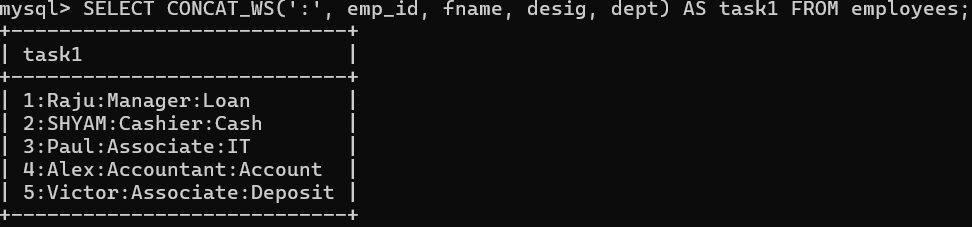 mysql> SELECT CONCAT_WS(':', emp_id, fname, desig, dept) AS task1 FROM employees;
+----------------------------+
| task1                      |
+----------------------------+
| 1:Raju:Manager:Loan        |
| 2:SHYAM:Cashier:Cash       |
| 3:Paul:Associate:IT        |
| 4:Alex:Accountant:Account  |
| 5:Victor:Associate:Deposit |
+----------------------------+